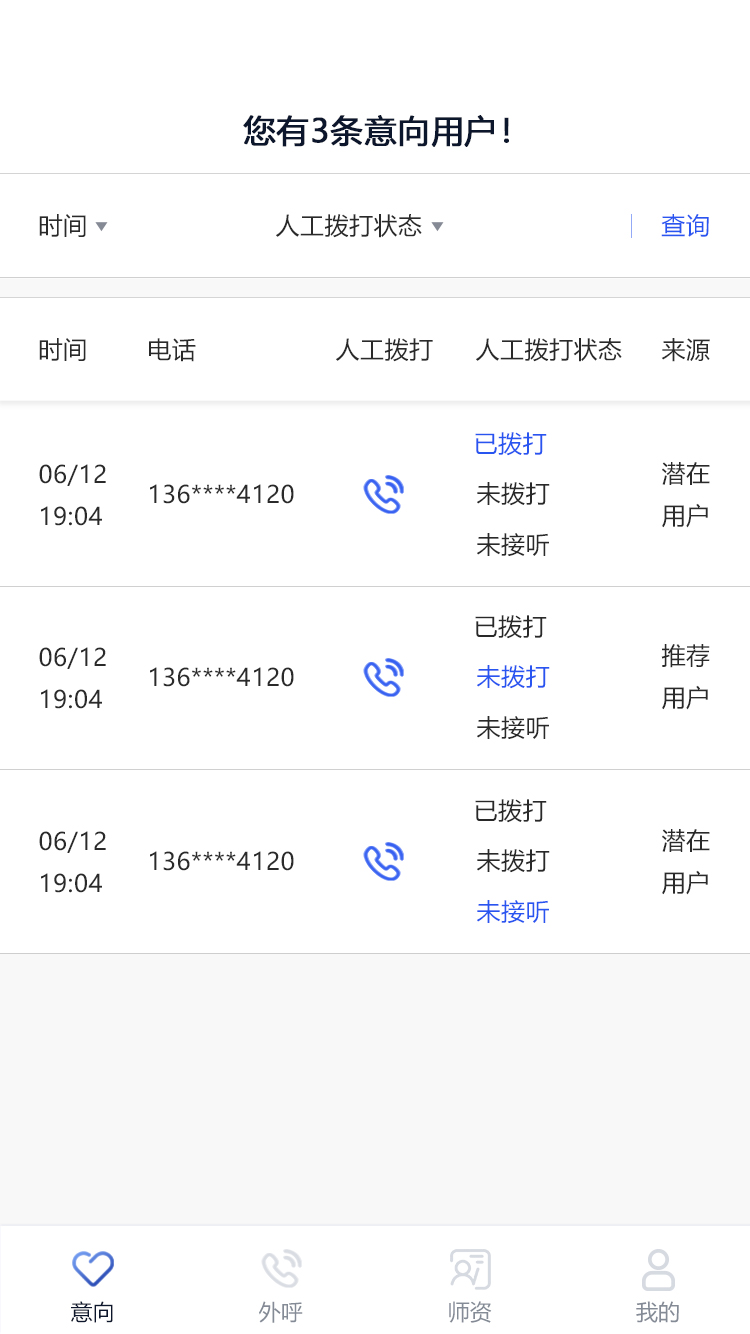 您有3条意向用户!
时间 人工拨打状态 查询
时间 电话 人工拨打 人工拨打状态 来源
06/12
19:04
136****4120
已拨打
未拨打
未接听
潜在
用户
06/12
19:04
136****4120
已拨打
未拨打
未接听
推荐
用户
06/12
19:04
136****4120
已拨打
未拨打
未接听
潜在
用户
意向 外呼 师资 我的